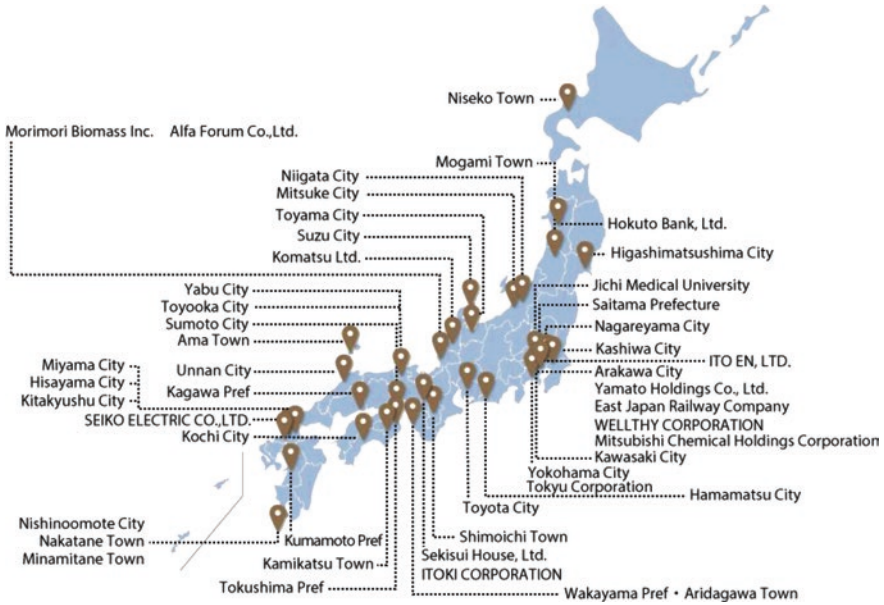 Niseko Town
Morimori Biomass Inc. Alfa Forum Co.,Ltd.
Mogami Town
Niigata City
Mitsuke City
Toyama City
Suzu City
Komatsu Ltd.
Hokuto Bank, Ltd.
Higashimatsushima City
Yabu City
Toyooka City
Sumoto City
Ama Town
Jichi Medical University
Saitama Prefecture
Nagareyama City
Kashiwa City
ITO EN, LTD.
Arakawa City
Yamato Holdings Co., Ltd.
East Japan Railway Company
WELLTHY CORPORATION
Mitsubishi Chemical Holdings Corporation
Kawasaki City
Miyama City
Hisayama City
Kitakyushu City
SEIKO ELECTRIC CO.,LTD.
Unnan City
Kagawa Pref
Kochi City
Yokohama City
Tokyu Corporation
Hamamatsu City
Toyota City
Nishinoomote City
Nakatane Town
Minamitane Town
Kumamoto Pref
Kamikatsu Town
Tokushima Pref
Shimoichi Town
Sekisui House, Ltd.
ITOKI CORPORATION
Wakayama Pref・Aridagawa Town